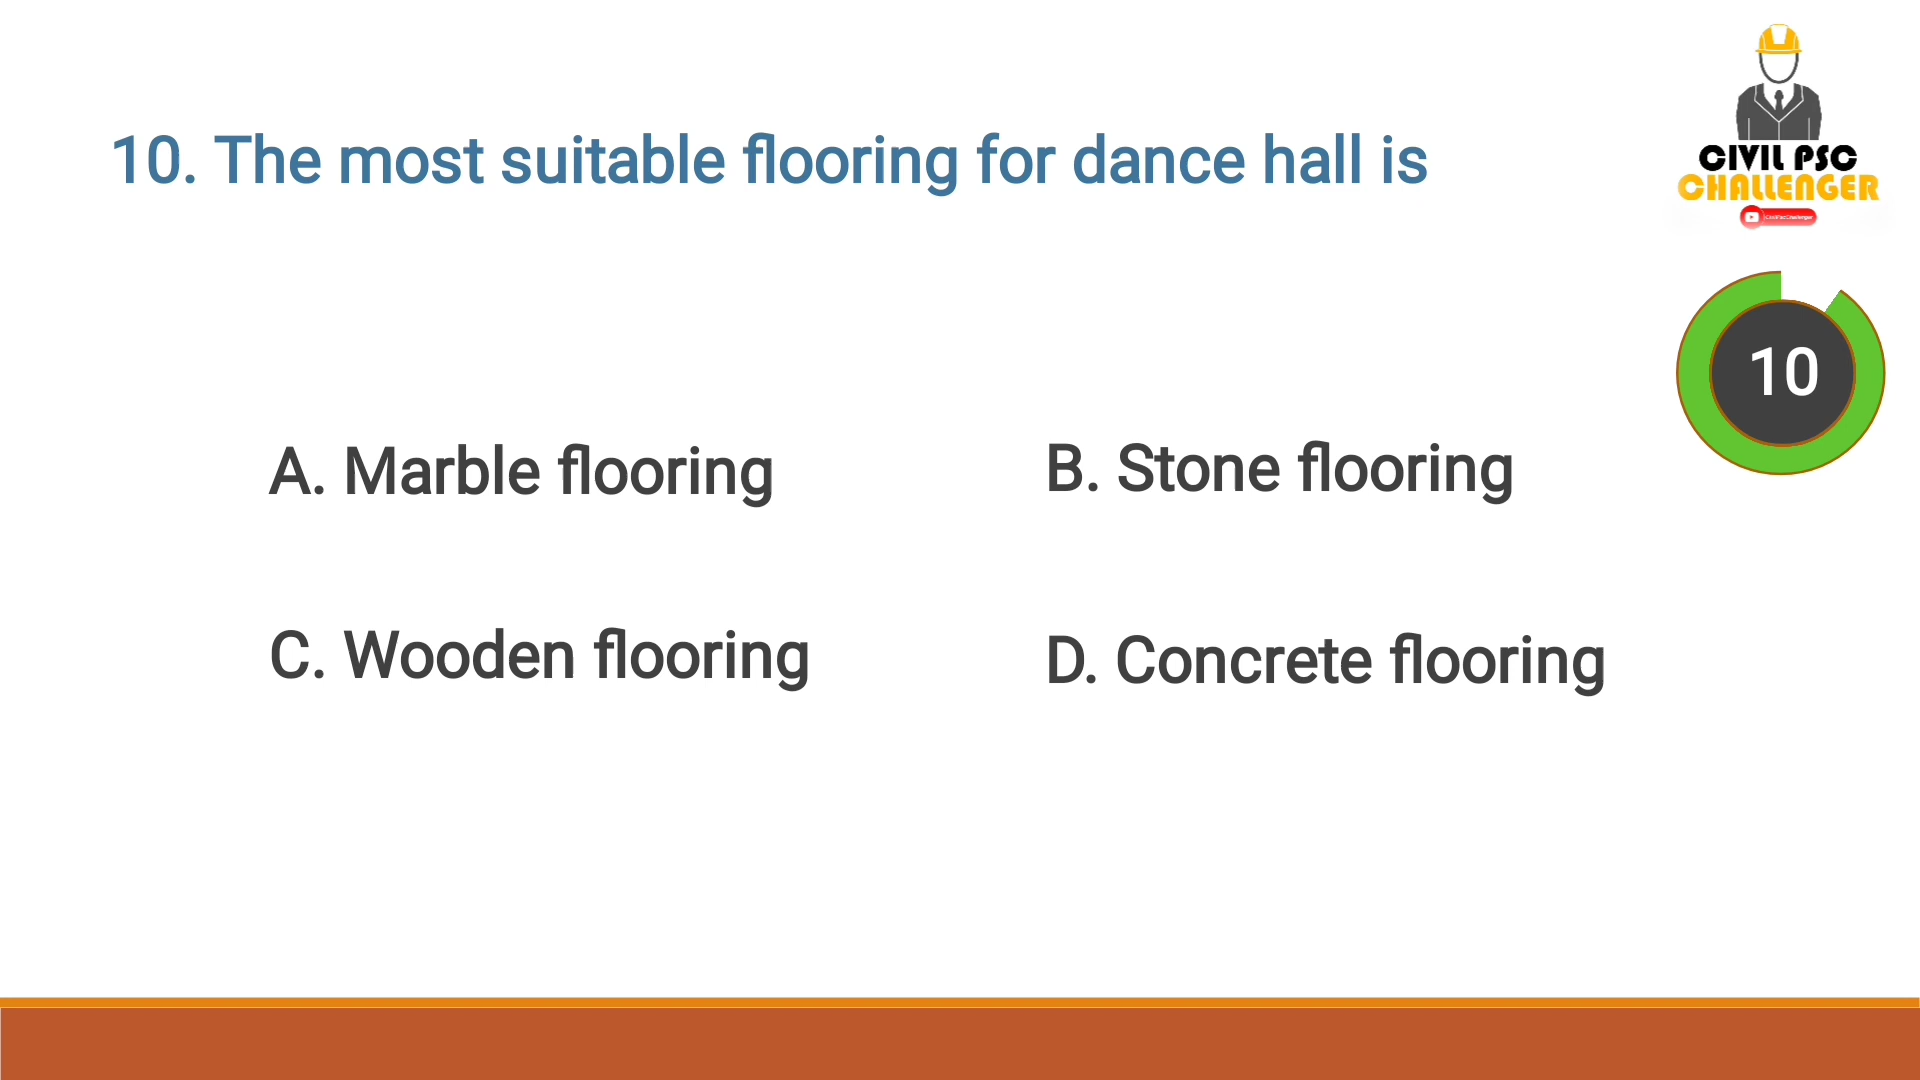 10. The most suitable flooring for dance hall is
CIVIL PSC
CHALLENGER
10
A. Marble flooring
B. Stone flooring
C. Wooden flooring
D. Concrete flooring